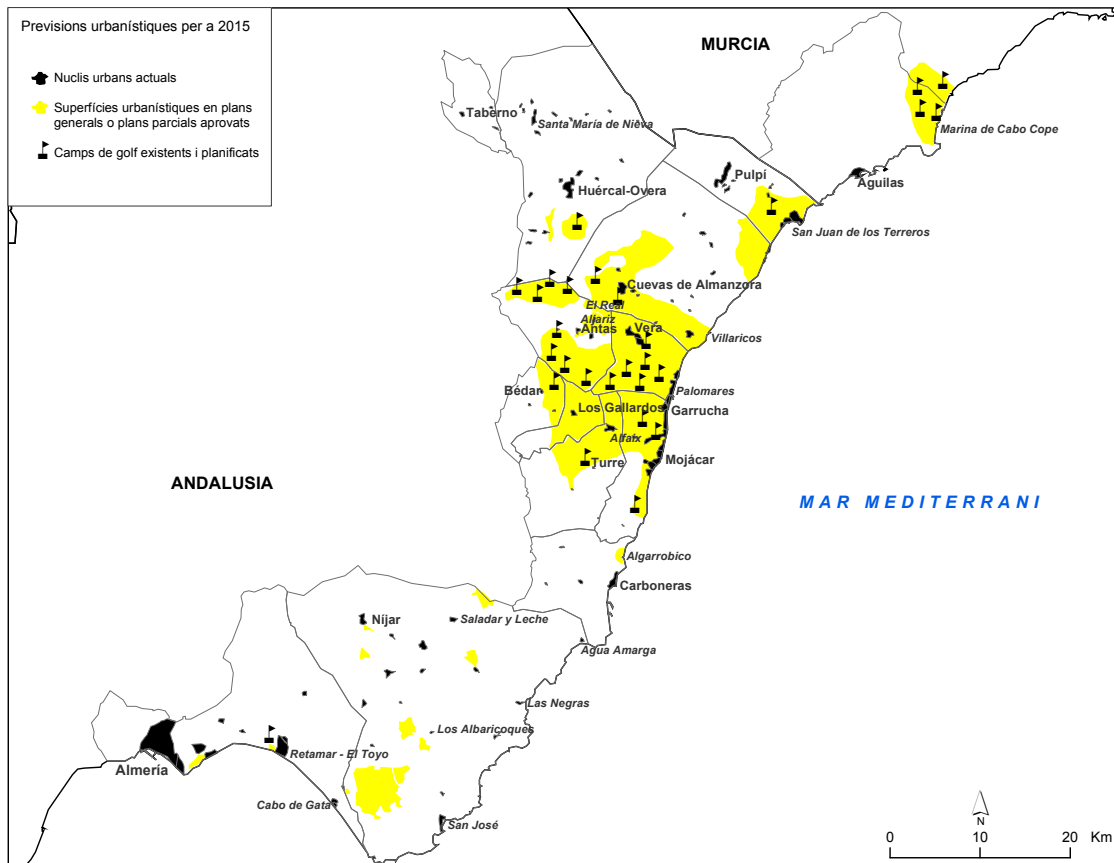 Previsions urbanístiques per a 2015
Nuclis urbans actuals
Superfícies urbanístiques en plans
generals o plans parcials aprovats
Camps de golf existents i planificats
MURCIA
Taberno
Santa María de Nieva
Marina de Cabo Cope
Pulpí
Aguilas
Huércal-Overa
San Juan de los Terreros
Cuevas de Almanzora
El Real
Aljariz
Antas
Vera
Villaricos
Bédar
Palomares
Los Gallardos
Garrucha
Alfaix
Turre
Mojácar
ANDALUSIA
MAR MEDITERRANI
Algarrobico
Carboneras
Níjar
Saladar y Leche
Agua Amarga
Las Negras
Los Albaricoques
Retamar - El Toyo
Almería
Cabo de Gata
San José
N
0 10 20 Km